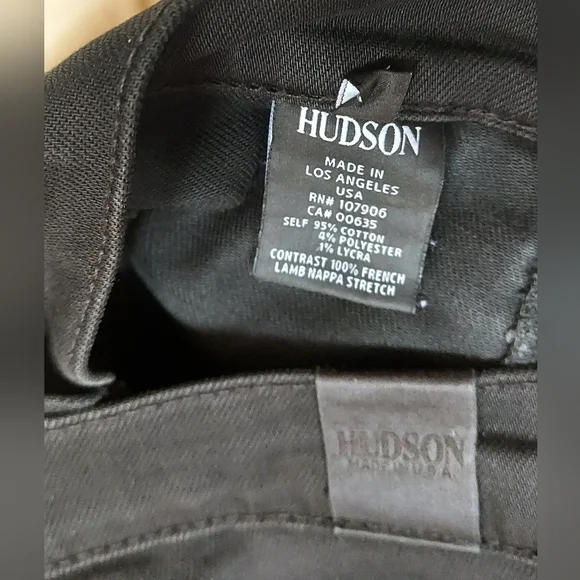 HUDSON
MADE IN
LOS ANGELES
USA
RN# 107906
CA# 00635
SELF 95% COTTON
4% POLYESTER
1% LYCRA
CONTRAST 100% FRENCH
LAMB NAPPA STRETCH
HUDSON
MADE IN U.S.A